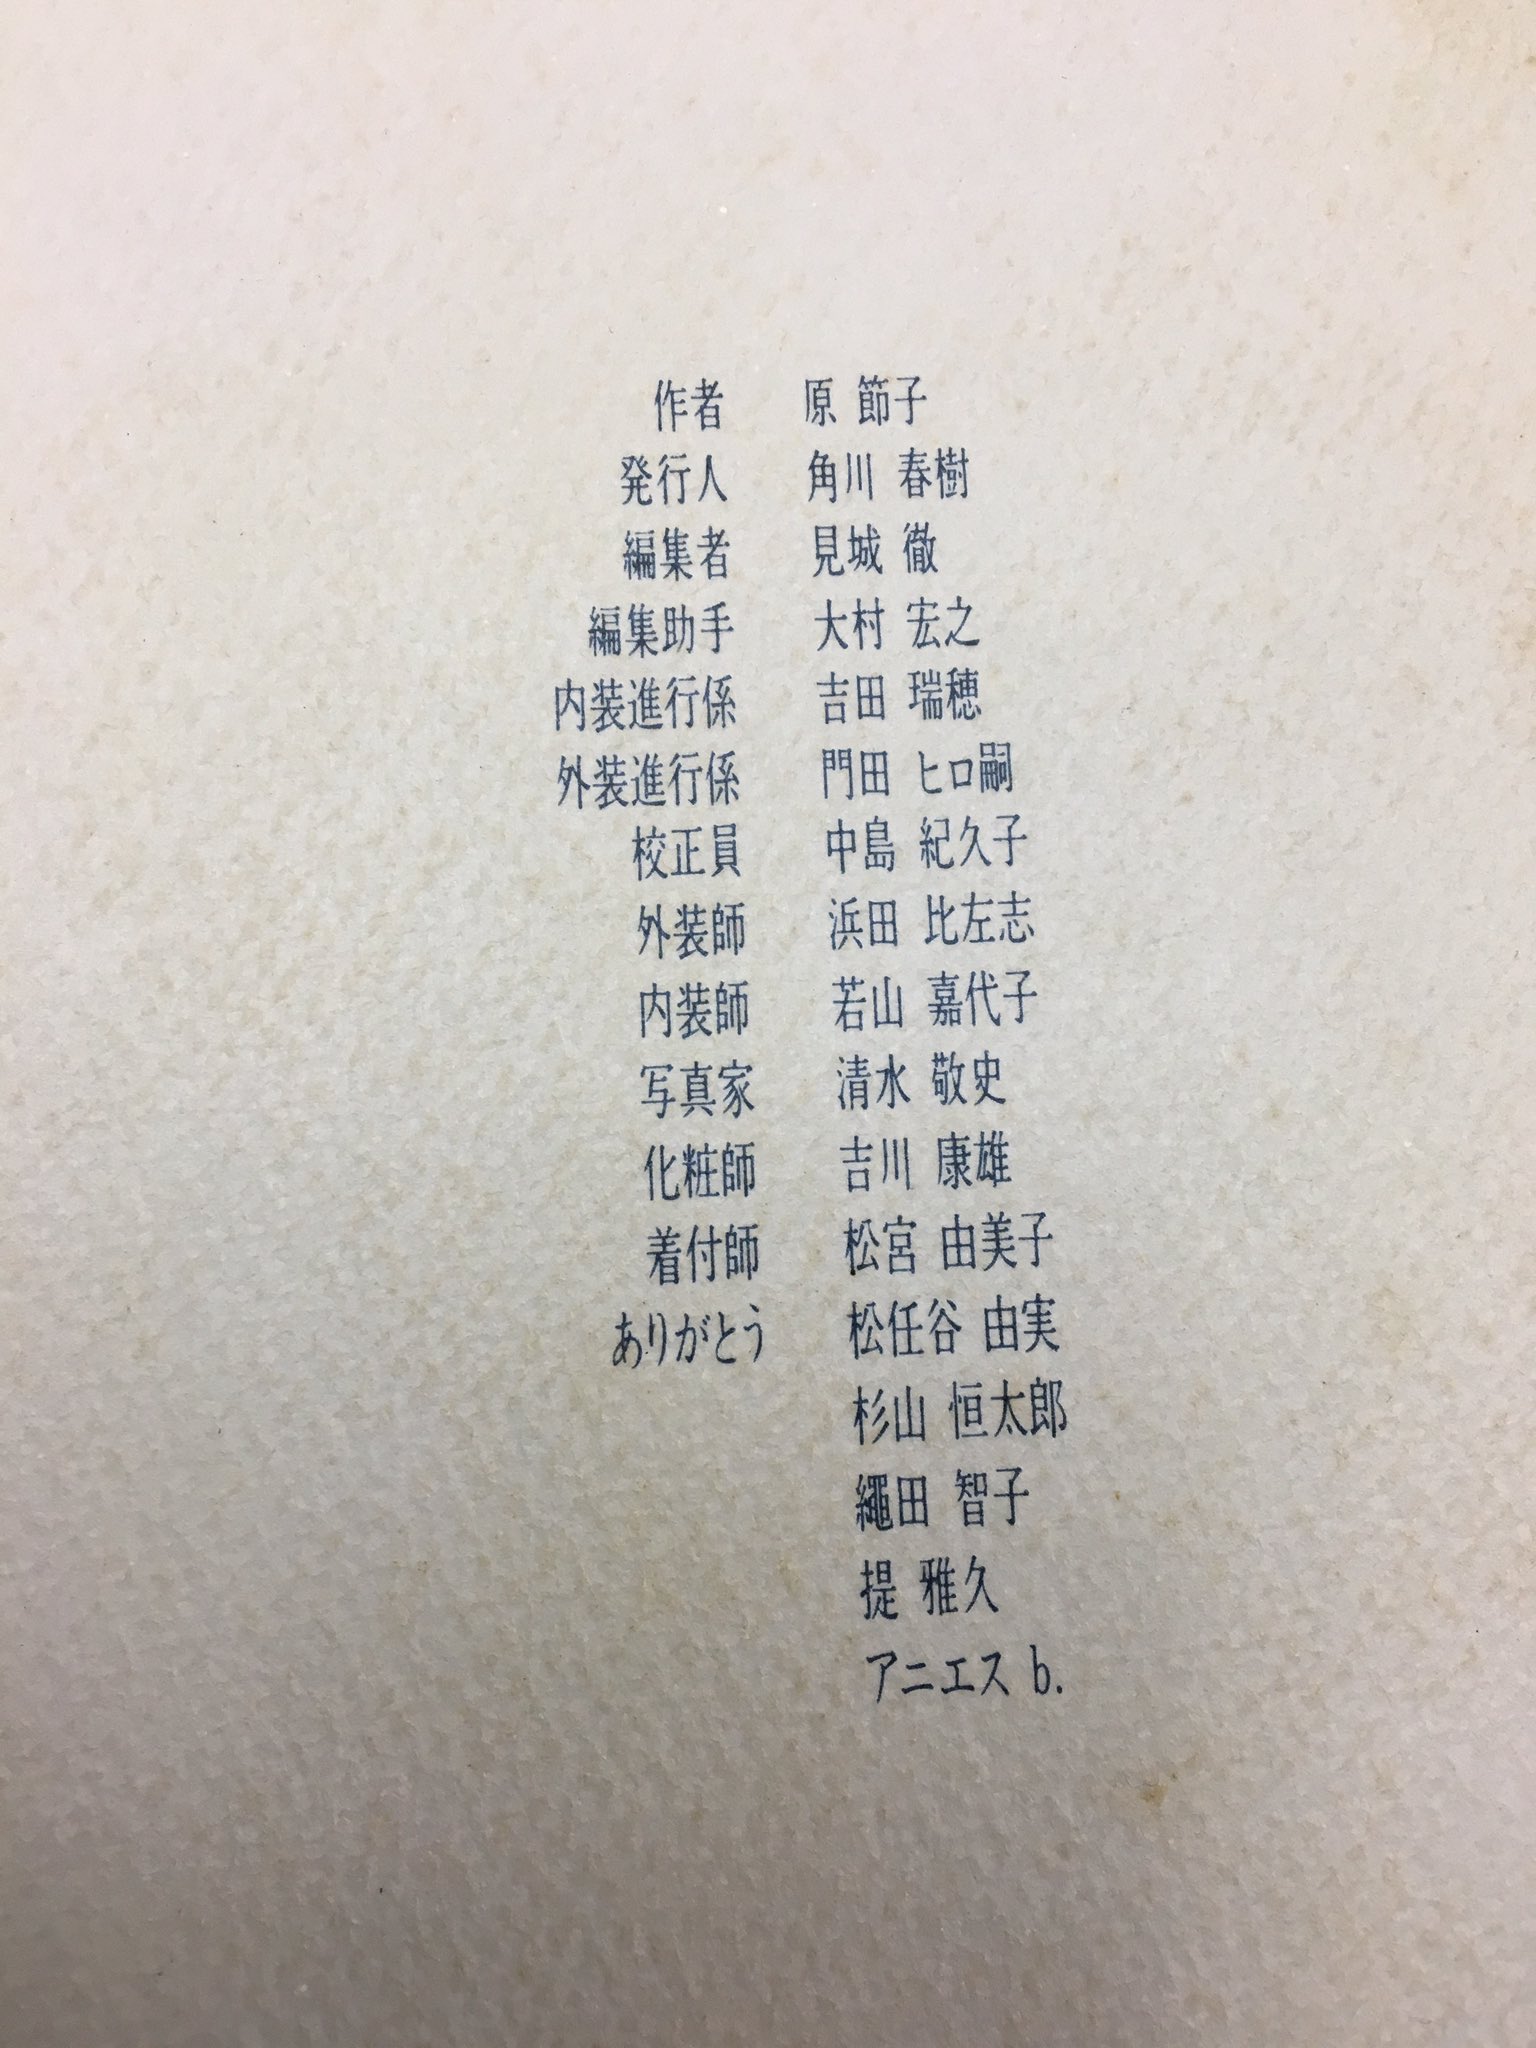 作者 原 節子
発行人 角川 春樹
編集者 見城 徹
編集助手 大村 宏之
内装進行係 吉田 瑞穂
外装進行係 門田 ヒロ嗣
校正員 中島 紀久子
外装師 浜田 比左志
内装師 若山 嘉代子
写真家 清水 敬史
化粧師 吉川 康雄
着付師 松宮 由美子
ありがとう 松任谷 由実
杉山 恒太郎
繩田 智子
提 雅久
アニエス b.